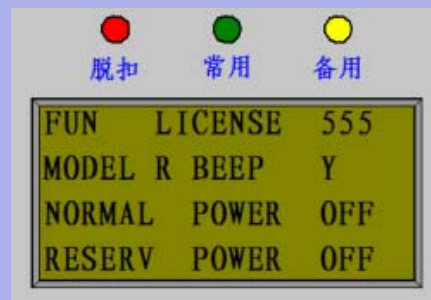 脱扣 常用 备用
FUN LICENSE 555
MODEL R BEEP Y
NORMAL POWER OFF
RESERV POWER OFF